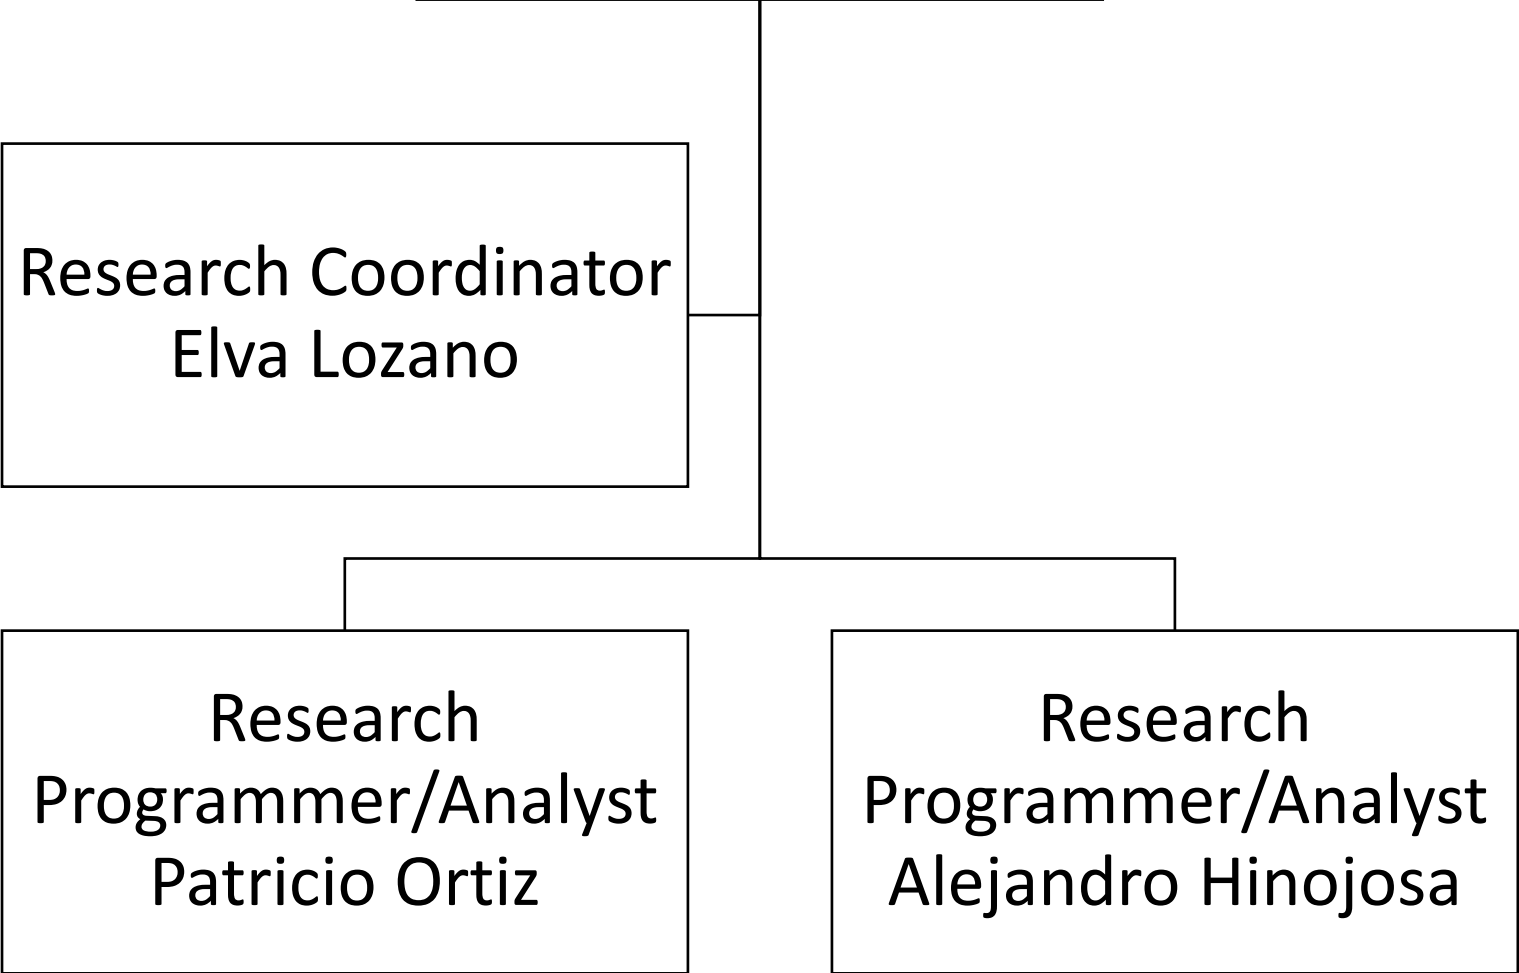 Research Coordinator
Elva Lozano
Research
Programmer/Analyst
Patricio Ortiz
Research
Programmer/Analyst
Alejandro Hinojosa